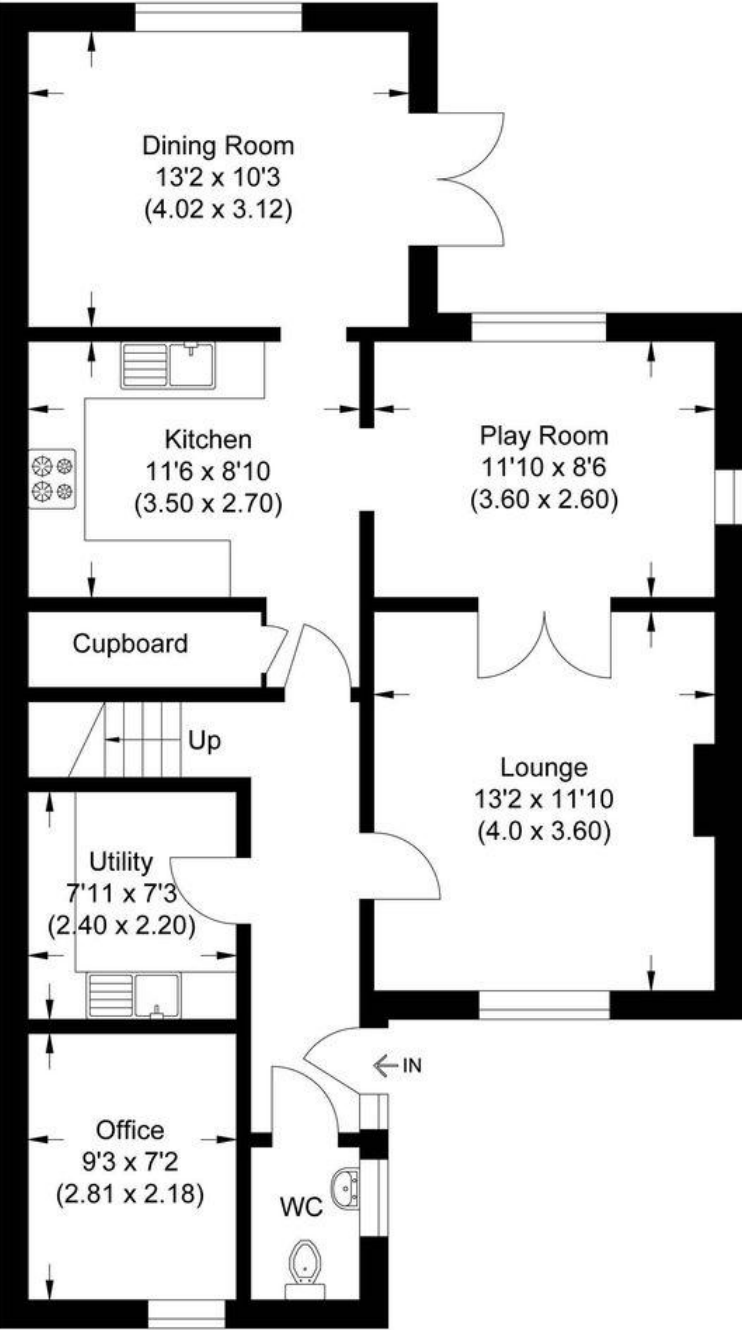 Dining Room
13'2 x 10'3
(4.02 x 3.12)
Kitchen
11'6 x 8'10
(3.50 x 2.70)
Play Room
11'10 x 8'6
(3.60 x 2.60)
Cupboard
Up
Lounge
13'2 x 11'10
(4.0 x 3.60)
Utility
7'11 x 7'3
(2.40 x 2.20)
IN
Office
9'3 x 7'2
(2.81 x 2.18)
WC